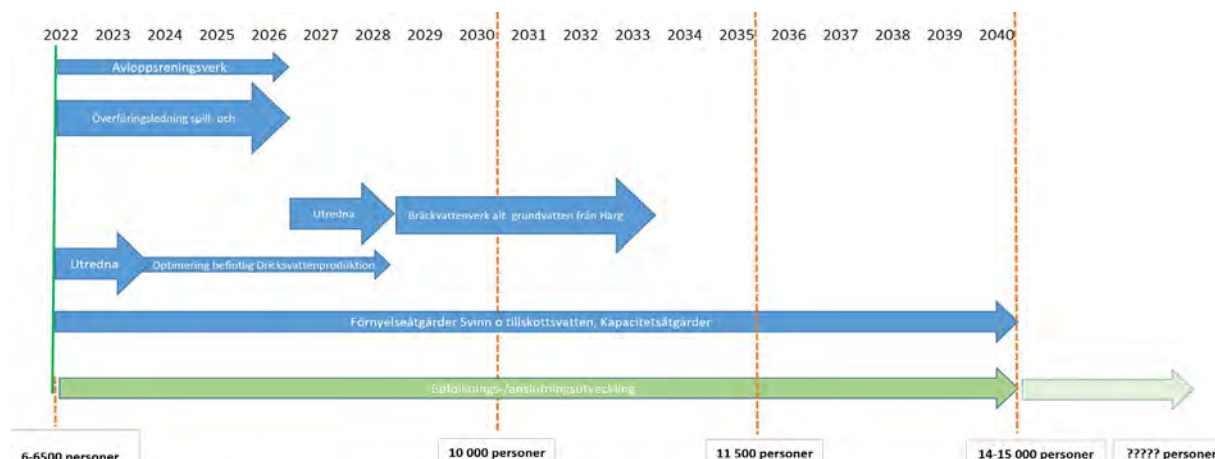 2022 2023 2024 2025 2026 2027 2028 2029 2030 2031 2032 2033 2034 2035 2036 2037 2038 2039 2040
Avloppsreningsverk
Överföringsledning spill- och
Utredna
Bräckvattenverk alt. grundvatten från Harg
Utredna
Optimering befintlig Dricksvattenproduktion
Förnyelseåtgärder Svinn o tillskottsvatten, Kapacitetsåtgärder
Befolknings-/anslutningsutveckling
6-6500 personer
10 000 personer
11 500 personer
14-15 000 personer
????? personer